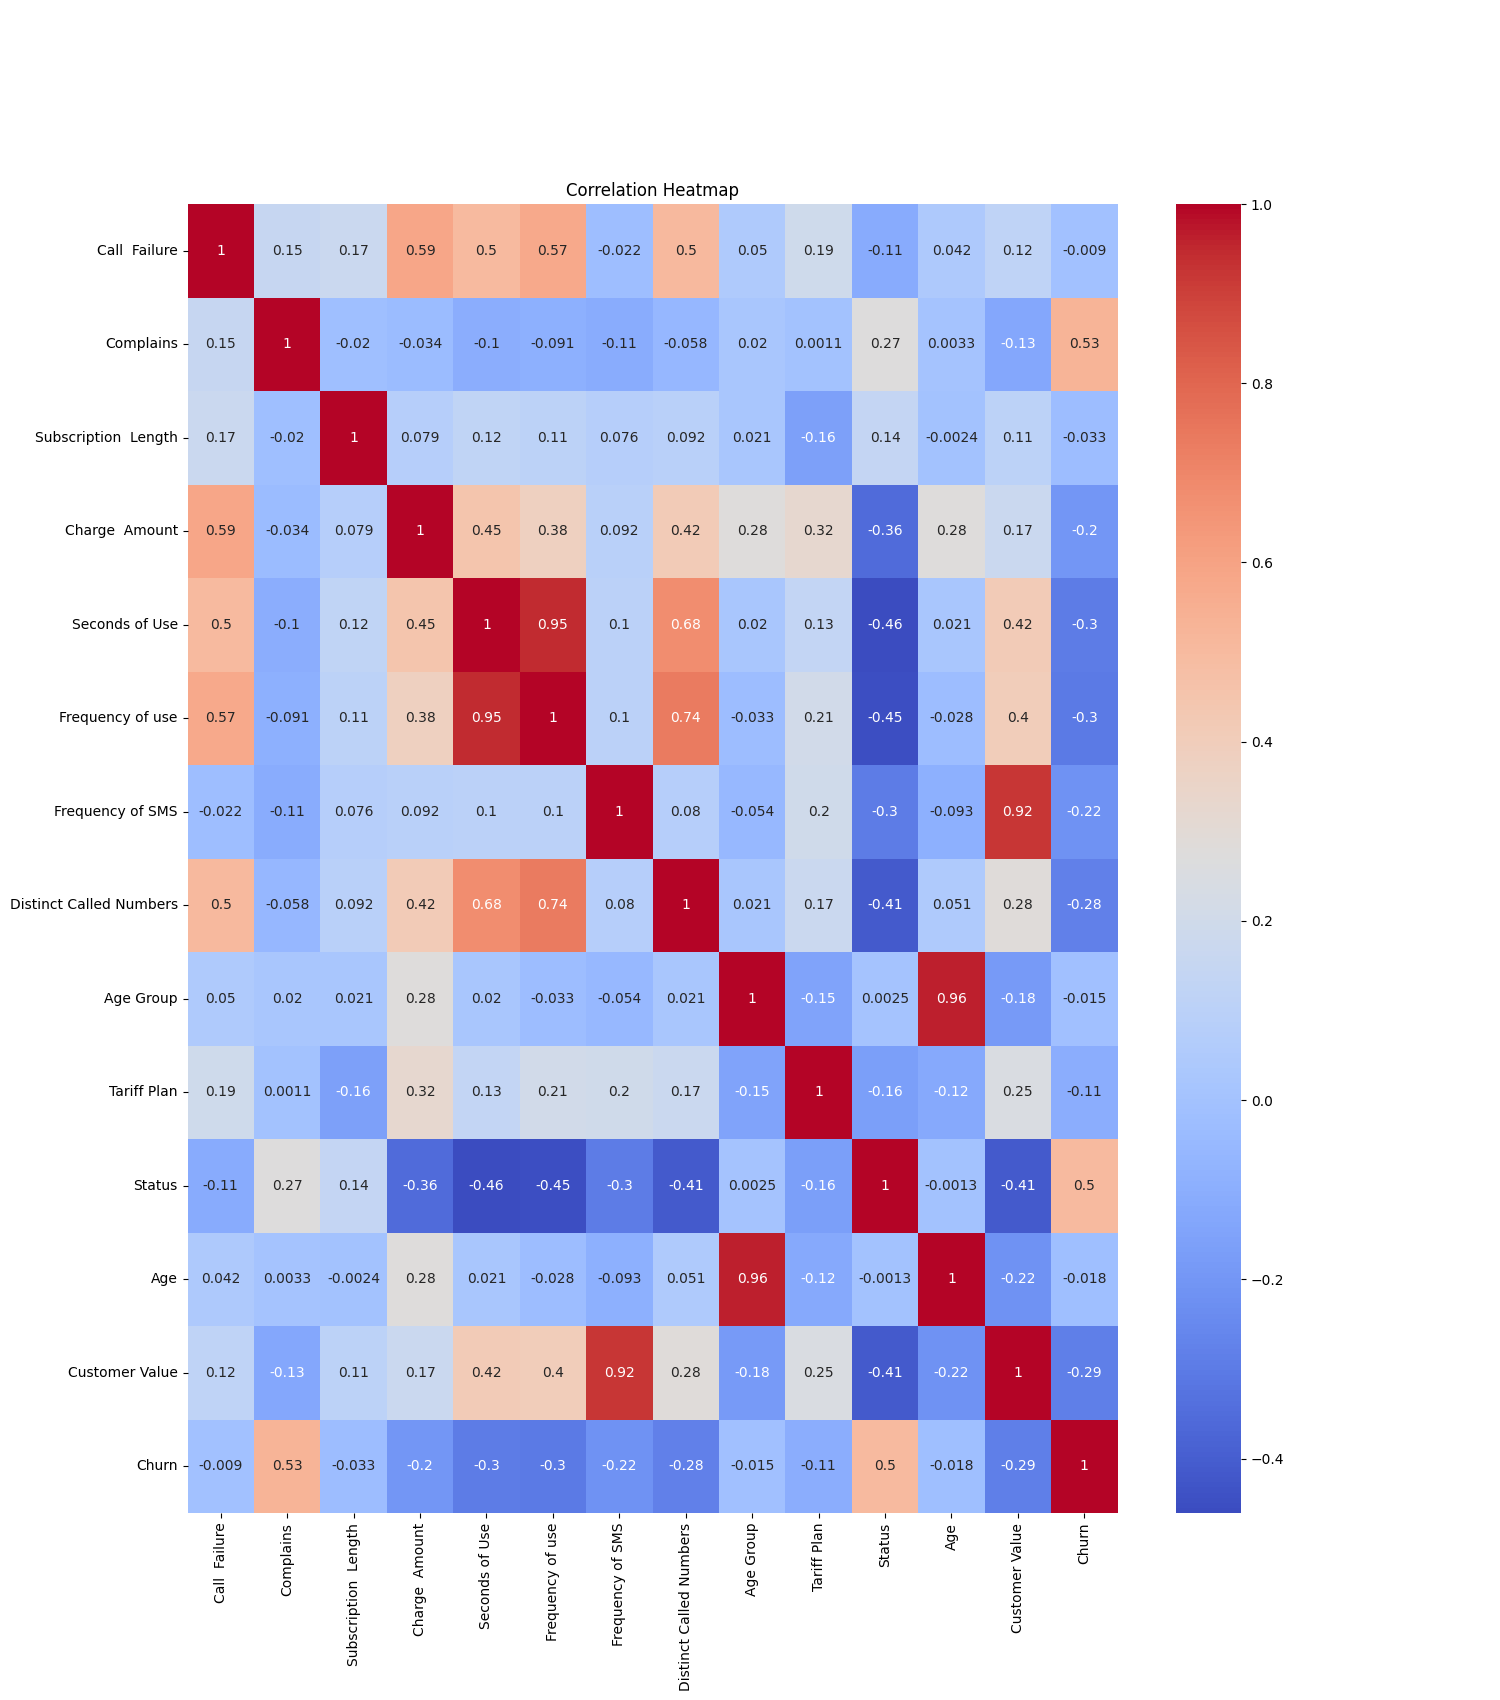 Correlation Heatmap
Call  Failure 1 0.15 0.17 0.59 0.5 0.57 -0.022 0.5 0.05 0.19 -0.11 0.042 0.12 -0.009
Complains 0.15 1 -0.02 -0.034 -0.1 -0.091 -0.11 -0.058 0.02 0.0011 0.27 0.0033 -0.13 0.53
Subscription  Length 0.17 -0.02 1 0.079 0.12 0.11 0.076 0.092 0.021 -0.16 0.14 -0.0024 0.11 -0.033
Charge  Amount 0.59 -0.034 0.079 1 0.45 0.38 0.092 0.42 0.28 0.32 -0.36 0.28 0.17 -0.2
Seconds of Use 0.5 -0.1 0.12 0.45 1 0.95 0.1 0.68 0.02 0.13 -0.46 0.021 0.42 -0.3
Frequency of use 0.57 -0.091 0.11 0.38 0.95 1 0.1 0.74 -0.033 0.21 -0.45 -0.028 0.4 -0.3
Frequency of SMS -0.022 -0.11 0.076 0.092 0.1 0.1 1 0.08 -0.054 0.2 -0.3 -0.093 0.92 -0.22
Distinct Called Numbers 0.5 -0.058 0.092 0.42 0.68 0.74 0.08 1 0.021 0.17 -0.41 0.051 0.28 -0.28
Age Group 0.05 0.02 0.021 0.28 0.02 -0.033 -0.054 0.021 1 -0.15 0.0025 0.96 -0.18 -0.015
Tariff Plan 0.19 0.0011 -0.16 0.32 0.13 0.21 0.2 0.17 -0.15 1 -0.16 -0.12 0.25 -0.11
Status -0.11 0.27 0.14 -0.36 -0.46 -0.45 -0.3 -0.41 0.0025 -0.16 1 -0.0013 -0.41 0.5
Age 0.042 0.0033 -0.0024 0.28 0.021 -0.028 -0.093 0.051 0.96 -0.12 -0.0013 1 -0.22 -0.018
Customer Value 0.12 -0.13 0.11 0.17 0.42 0.4 0.92 0.28 -0.18 0.25 -0.41 -0.22 1 -0.29
Churn -0.009 0.53 -0.033 -0.2 -0.3 -0.3 -0.22 -0.28 -0.015 -0.11 0.5 -0.018 -0.29 1
Call  Failure
Complains
Subscription  Length
Charge  Amount
Seconds of Use
Frequency of use
Frequency of SMS
Distinct Called Numbers
Age Group
Tariff Plan
Status
Age
Customer Value
Churn
1.0
0.8
0.6
0.4
0.2
0.0
−0.2
−0.4